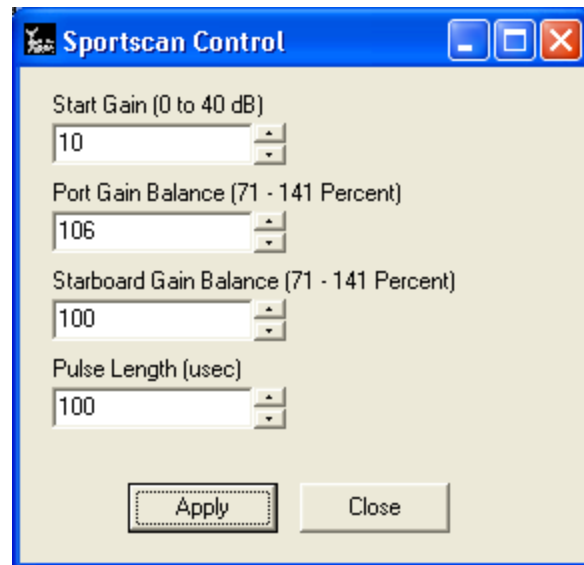 Sportscan Control
Start Gain (0 to 40 dB)
10
Port Gain Balance (71 - 141 Percent)
106
Starboard Gain Balance (71 - 141 Percent)
100
Pulse Length (usec)
100
Apply Close